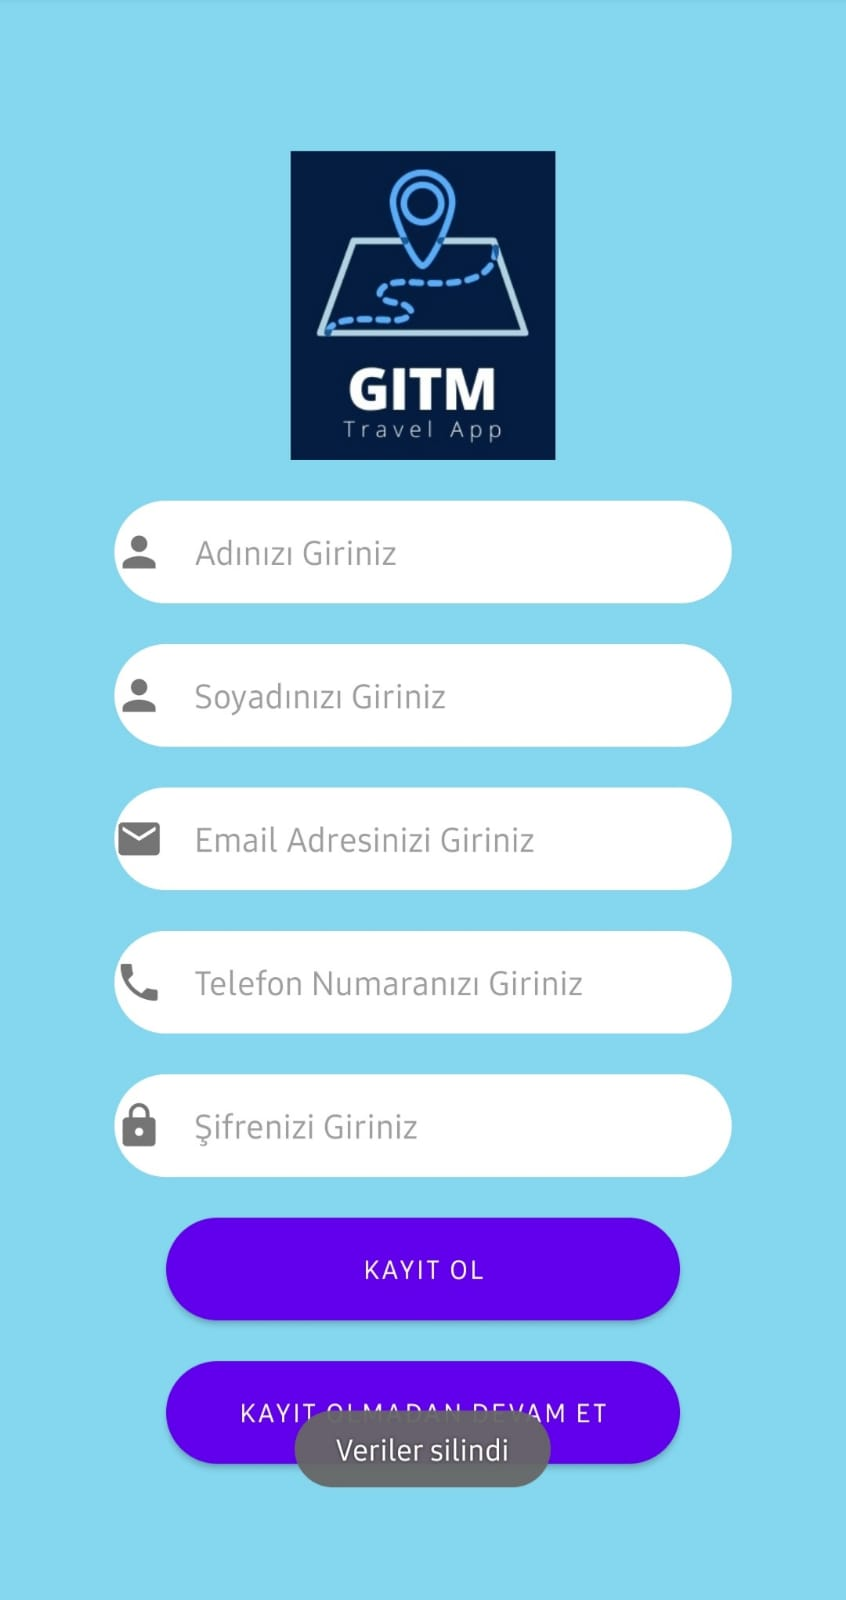 GITM
Travel App
Adınızı Giriniz
Soyadınızı Giriniz
Email Adresinizi Giriniz
Telefon Numaranızı Giriniz
Şifrenizi Giriniz
KAYIT OL
KAYIT OLMADAN DEVAM ET
Veriler silindi